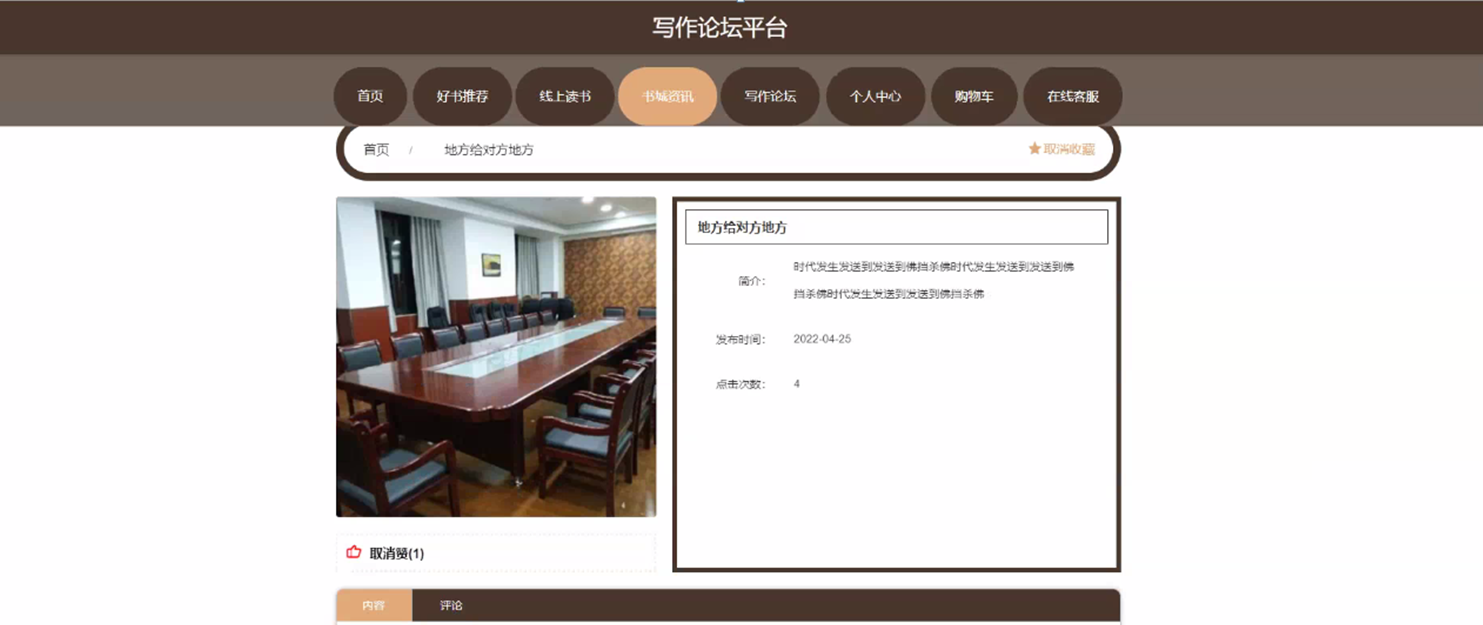 写作论坛平台
首页 好书推荐 线上读书 书城资讯 写作论坛 个人中心 购物车 在线客服
首页 / 地方给对方地方 取消收藏
地方给对方地方
简介： 时代发生发送到发送到佛挡杀佛时代发生发送到发送到佛
挡杀佛时代发生发送到发送到佛挡杀佛
发布时间： 2022-04-25
点击次数： 4
取消赞(1)
内容 评论